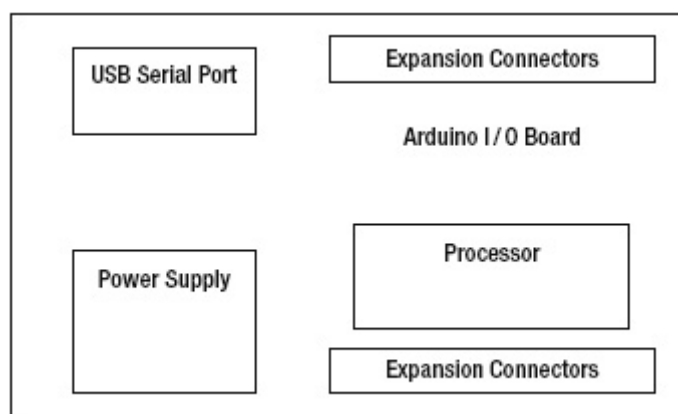 USB Serial Port
Expansion Connectors
Arduino I/O Board
Power Supply
Processor
Expansion Connectors